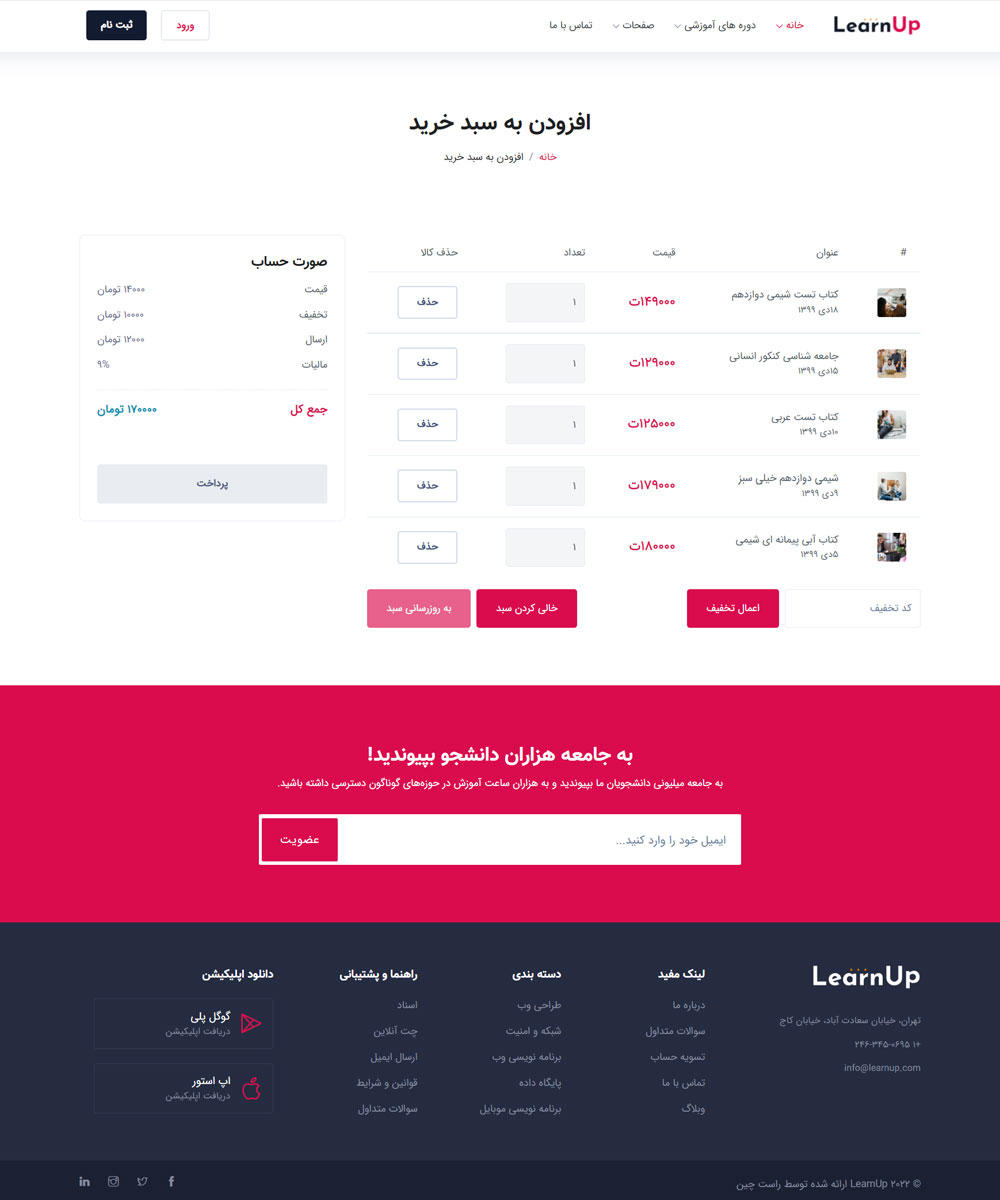 LearnUp
خانه
دوره های آموزشی
صفحات
تماس با ما
ورود
ثبت نام
افزودن به سبد خرید
خانه / افزودن به سبد خرید
# عنوان قیمت تعداد حذف کالا
کتاب تست شیمی دوازدهم
۱۸دی ۱۳۹۹
۱۴۹۰۰۰ت
۱
حذف
جامعه شناسی کنکور انسانی
۱۵دی ۱۳۹۹
۱۲۹۰۰۰ت
۱
حذف
کتاب تست عربی
۱۰دی ۱۳۹۹
۱۲۵۰۰۰ت
۱
حذف
شیمی دوازدهم خیلی سبز
۹دی ۱۳۹۹
۱۷۹۰۰۰ت
۱
حذف
کتاب آبی پیمانه ای شیمی
۵دی ۱۳۹۹
۱۸۰۰۰۰ت
۱
حذف
کد تخفیف
اعمال تخفیف
خالی کردن سبد
به روزرسانی سبد
صورت حساب
قیمت ۱۴۰۰۰ تومان
تخفیف ۱۰۰۰۰ تومان
ارسال ۱۲۰۰۰ تومان
مالیات ۹%
جمع کل ۱۷۰۰۰۰ تومان
پرداخت
به جامعه هزاران دانشجو بپیوندید!
به جامعه میلیونی دانشجویان ما بپیوندید و به هزاران ساعت آموزش در حوزه‌های گوناگون دسترسی داشته باشید.
ایمیل خود را وارد کنید...
عضویت
LearnUp
تهران، خیابان سعادت آباد، خیابان کاج
+۱ ۲۴۶-۳۴۵-۰۶۹۵
info@learnup.com
لینک مفید
درباره ما
سوالات متداول
تسویه حساب
تماس با ما
وبلاگ
دسته بندی
طراحی وب
شبکه و امنیت
برنامه نویسی وب
پایگاه داده
برنامه نویسی موبایل
راهنما و پشتیبانی
اسناد
چت آنلاین
ارسال ایمیل
قوانین و شرایط
سوالات متداول
دانلود اپلیکیشن
گوگل پلی
دریافت اپلیکیشن
اپ استور
دریافت اپلیکیشن
© ۲۰۲۲ LearnUp ارائه شده توسط راست چین